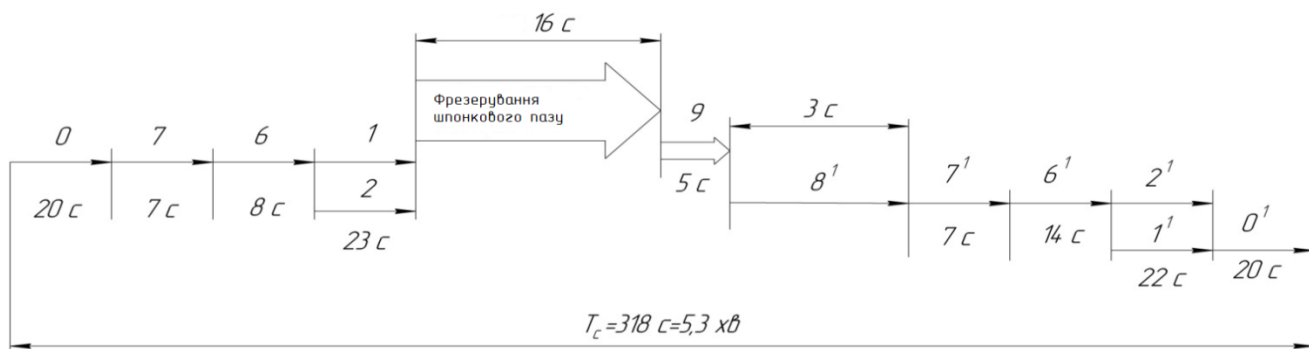 16 с
Фрезерування
шпонкового пазу
0 7 6 1
9
3 с
20 с 7 с 8 с
2
23 с
5 с
8¹
7¹ 6¹ 2¹
7 с 14 с
1¹
0¹
22 с
20 с
Tс=318 с=5,3 хв